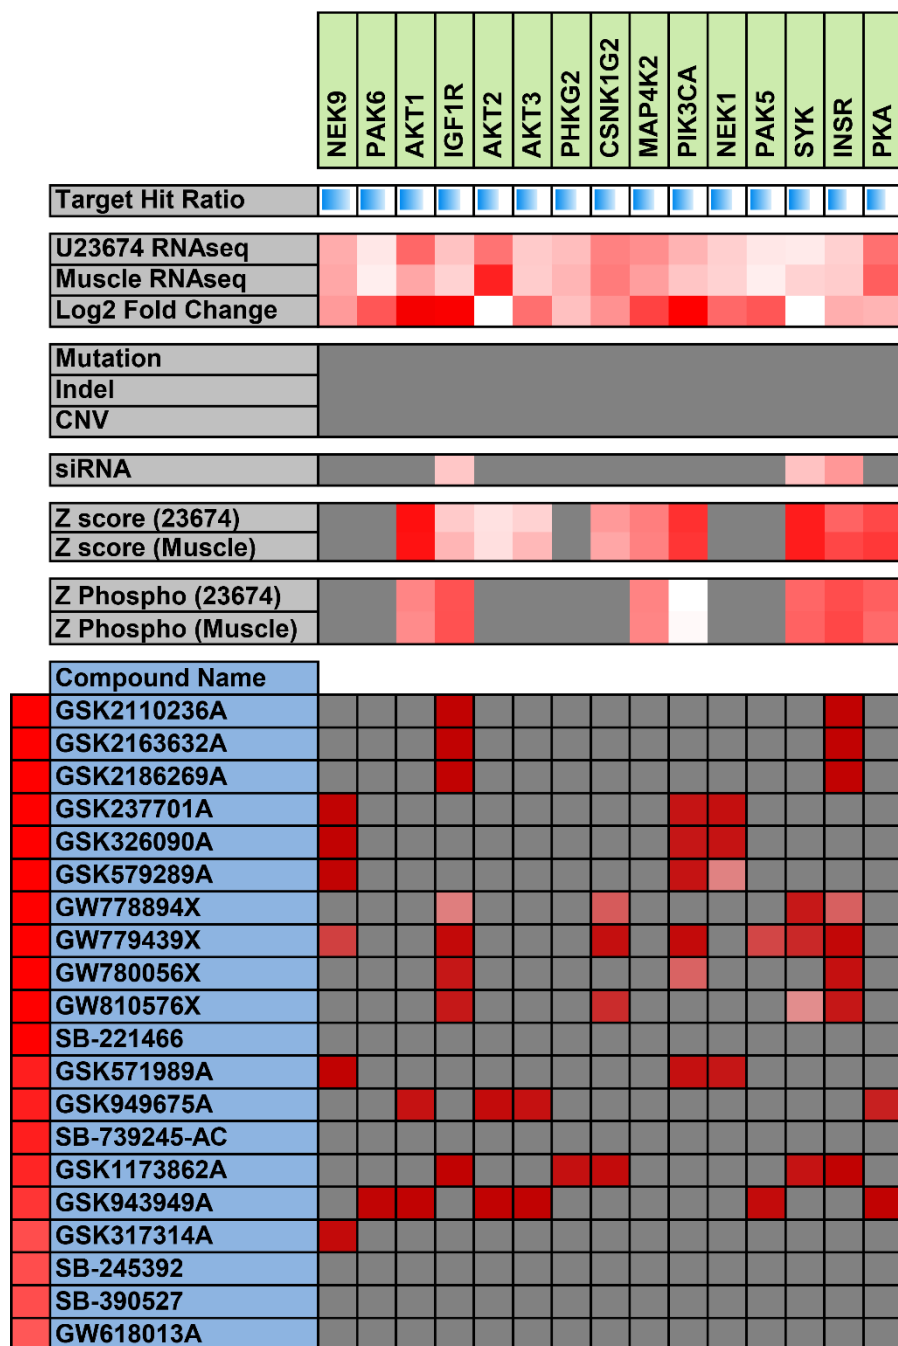 NEK9
PAK6
AKT1
IGF1R
AKT2
AKT3
PHKG2
CSNK1G2
MAP4K2
PIK3CA
NEK1
PAK5
SYK
INSR
PKA
Target Hit Ratio
U23674 RNAseq
Muscle RNAseq
Log2 Fold Change
Mutation
Indel
CNV
siRNA
Z score (23674)
Z score (Muscle)
Z Phospho (23674)
Z Phospho (Muscle)
Compound Name
GSK2110236A
GSK2163632A
GSK2186269A
GSK237701A
GSK326090A
GSK579289A
GW778894X
GW779439X
GW780056X
GW810576X
SB-221466
GSK571989A
GSK949675A
SB-739245-AC
GSK1173862A
GSK943949A
GSK317314A
SB-245392
SB-390527
GW618013A